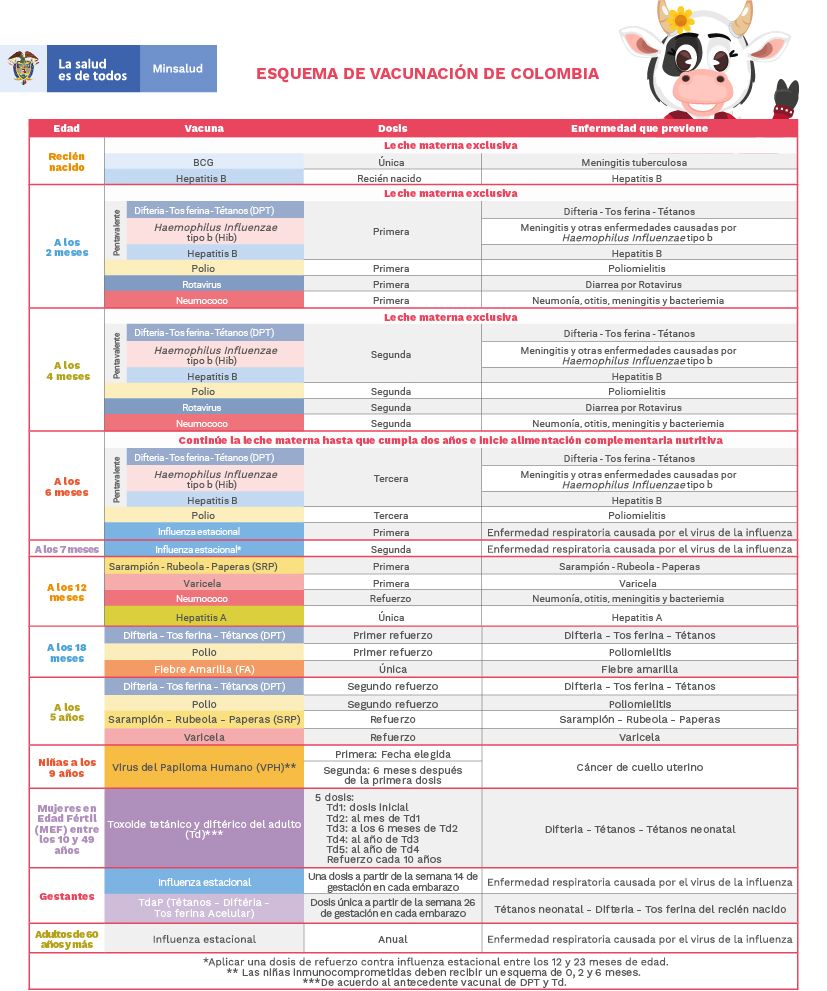 La salud
es de todos
Minsalud
ESQUEMA DE VACUNACIÓN DE COLOMBIA
Edad Vacuna Dosis Enfermedad que previene
Recién
nacido
Leche materna exclusiva
BCG Única Meningitis tuberculosa
Hepatitis B Recién nacido Hepatitis B
A los
2 meses
Leche materna exclusiva
Pentavalente
Difteria - Tos ferina - Tétanos (DPT) Primera Difteria - Tos ferina - Tétanos
Haemophilus Influenzae
tipo b (Hib)
Meningitis y otras enfermedades causadas por
Haemophilus Influenzae tipo b
Hepatitis B Hepatitis B
Polio Primera Poliomielitis
Rotavirus Primera Diarrea por Rotavirus
Neumococo Primera Neumonía, otitis, meningitis y bacteriemia
A los
4 meses
Leche materna exclusiva
Pentavalente
Difteria - Tos ferina - Tétanos (DPT) Segunda Difteria - Tos ferina - Tétanos
Haemophilus Influenzae
tipo b (Hib)
Meningitis y otras enfermedades causadas por
Haemophilus Influenzae tipo b
Hepatitis B Hepatitis B
Polio Segunda Poliomielitis
Rotavirus Segunda Diarrea por Rotavirus
Neumococo Segunda Neumonía, otitis, meningitis y bacteriemia
A los
6 meses
Continúe la leche materna hasta que cumpla dos años e inicie alimentación complementaria nutritiva
Pentavalente
Difteria - Tos ferina - Tétanos (DPT) Tercera Difteria - Tos ferina - Tétanos
Haemophilus Influenzae
tipo b (Hib)
Meningitis y otras enfermedades causadas por
Haemophilus Influenzae tipo b
Hepatitis B Hepatitis B
Polio Tercera Poliomielitis
Influenza estacional Primera Enfermedad respiratoria causada por el virus de la influenza
A los 7 meses Influenza estacional* Segunda Enfermedad respiratoria causada por el virus de la influenza
A los 12
meses
Sarampión - Rubeola - Paperas (SRP) Primera Sarampión - Rubeola - Paperas
Varicela Primera Varicela
Neumococo Refuerzo Neumonía, otitis, meningitis y bacteriemia
Hepatitis A Única Hepatitis A
A los 18
meses
Difteria - Tos ferina - Tétanos (DPT) Primer refuerzo Difteria - Tos ferina - Tétanos
Polio Primer refuerzo Poliomielitis
Fiebre Amarilla (FA) Única Fiebre amarilla
A los
5 años
Difteria - Tos ferina - Tétanos (DPT) Segundo refuerzo Difteria - Tos ferina - Tétanos
Polio Segundo refuerzo Poliomielitis
Sarampión - Rubeola - Paperas (SRP) Refuerzo Sarampión - Rubeola - Paperas
Varicela Refuerzo Varicela
Niñas a los
9 años
Virus del Papiloma Humano (VPH)**
Primera: Fecha elegida
Segunda: 6 meses después
de la primera dosis
Cáncer de cuello uterino
Mujeres en
Edad Fértil
(MEF) entre
los 10 y 49
años
Toxoide tetánico y diftérico del adulto
(Td)***
5 dosis:
Td1: dosis inicial
Td2: al mes de Td1
Td3: a los 6 meses de Td2
Td4: al año de Td3
Td5: al año de Td4
Refuerzo cada 10 años
Difteria - Tétanos - Tétanos neonatal
Gestantes
Influenza estacional
Una dosis a partir de la semana 14 de
gestación en cada embarazo
Enfermedad respiratoria causada por el virus de la influenza
TdaP (Tétanos - Diftéria -
Tos ferina Acelular)
Dosis única a partir de la semana 26
de gestación en cada embarazo
Tétanos neonatal - Difteria - Tos ferina del recién nacido
Adultos de 60
años y más
Influenza estacional Anual Enfermedad respiratoria causada por el virus de la influenza
*Aplicar una dosis de refuerzo contra influenza estacional entre los 12 y 23 meses de edad.
** Las niñas inmunocomprometidas deben recibir un esquema de 0, 2 y 6 meses.
***De acuerdo al antecedente vacunal de DPT y Td.